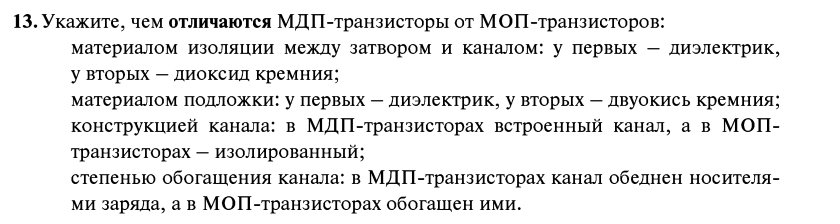 13. Укажите, чем отличаются МДП-транзисторы от МОП-транзисторов:
материалом изоляции между затвором и каналом: у первых – диэлектрик,
у вторых – диоксид кремния;
материалом подложки: у первых – диэлектрик, у вторых – двуокись кремния;
конструкцией канала: в МДП-транзисторах встроенный канал, а в МОП-
транзисторах – изолированный;
степенью обогащения канала: в МДП-транзисторах канал обеднен носителя-
ми заряда, а в МОП-транзисторах обогащен ими.